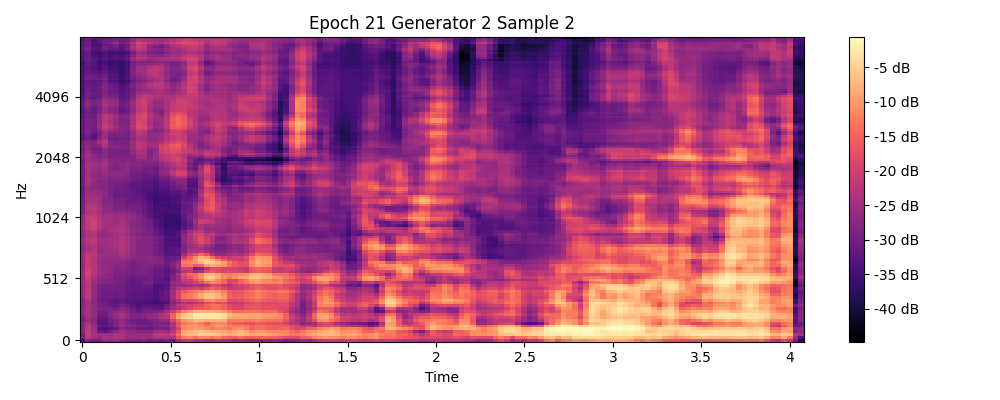 Epoch 21 Generator 2 Sample 2
Hz
4096
2048
1024
512
0
0
0.5
1
1.5
2
2.5
3
3.5
4
Time
-5 dB
-10 dB
-15 dB
-20 dB
-25 dB
-30 dB
-35 dB
-40 dB